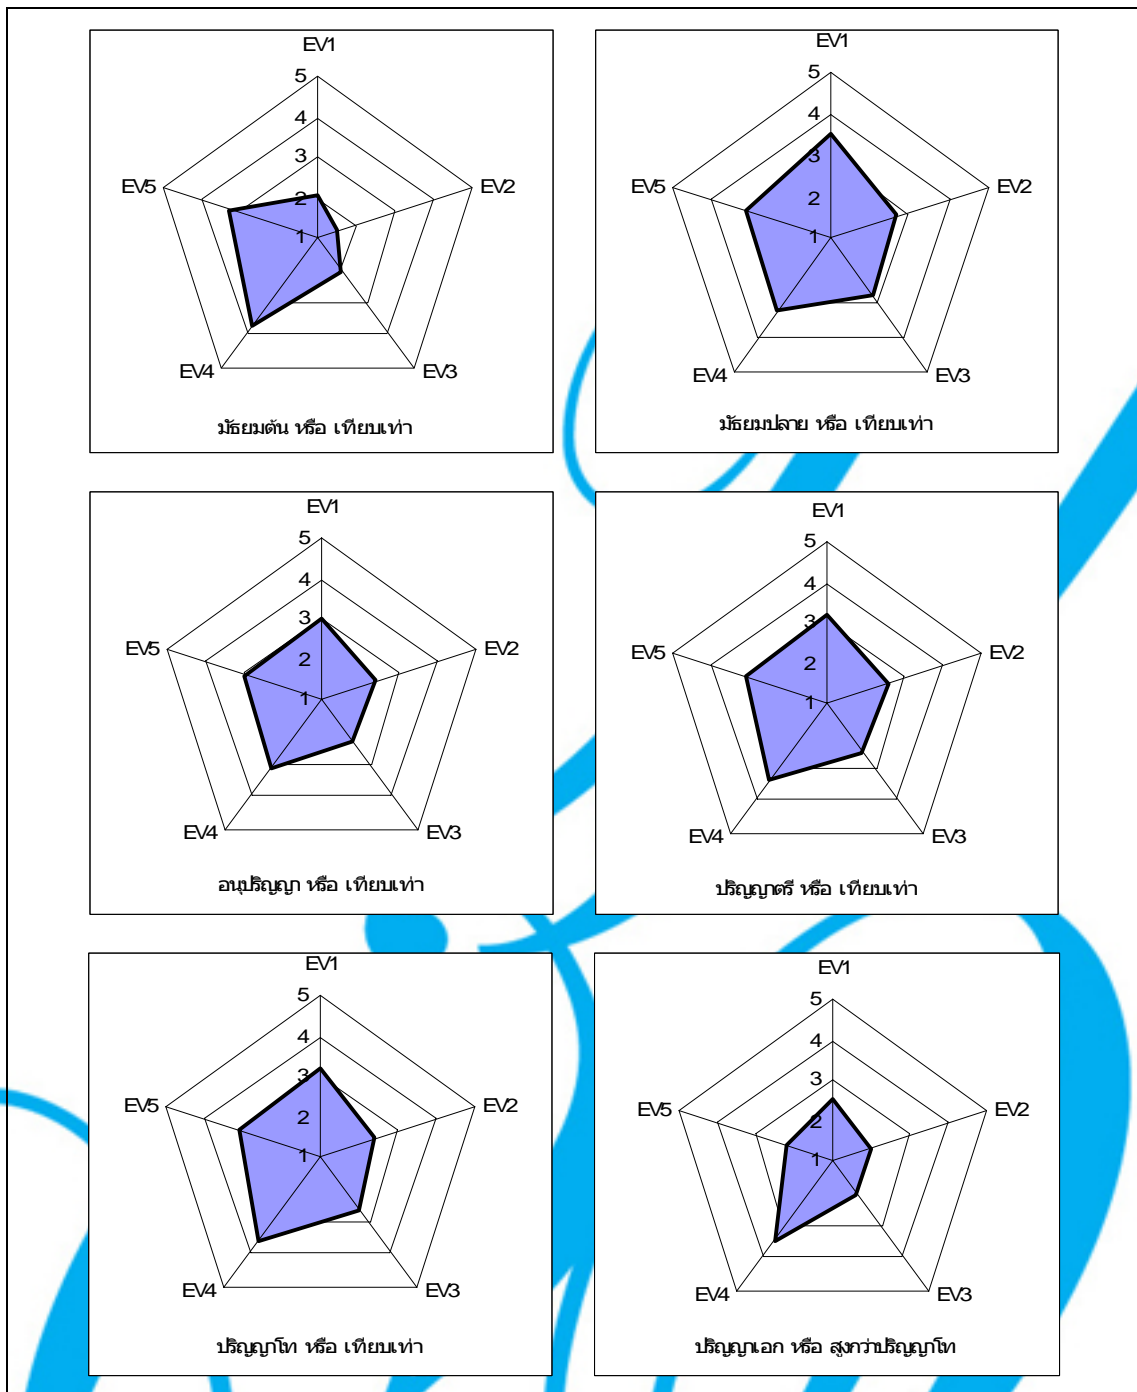 EV1
5
4
3
2
1
EV2
EV3
EV4
EV5
มัธยมต้น หรือ เทียบเท่า
EV1
5
4
3
2
1
EV2
EV3
EV4
EV5
มัธยมปลาย หรือ เทียบเท่า
EV1
5
4
3
2
1
EV2
EV3
EV4
EV5
อนุปริญญา หรือ เทียบเท่า
EV1
5
4
3
2
1
EV2
EV3
EV4
EV5
ปริญญาตรี หรือ เทียบเท่า
EV1
5
4
3
2
1
EV2
EV3
EV4
EV5
ปริญญาโท หรือ เทียบเท่า
EV1
5
4
3
2
1
EV2
EV3
EV4
EV5
ปริญญาเอก หรือ สูงกว่าปริญญาโท